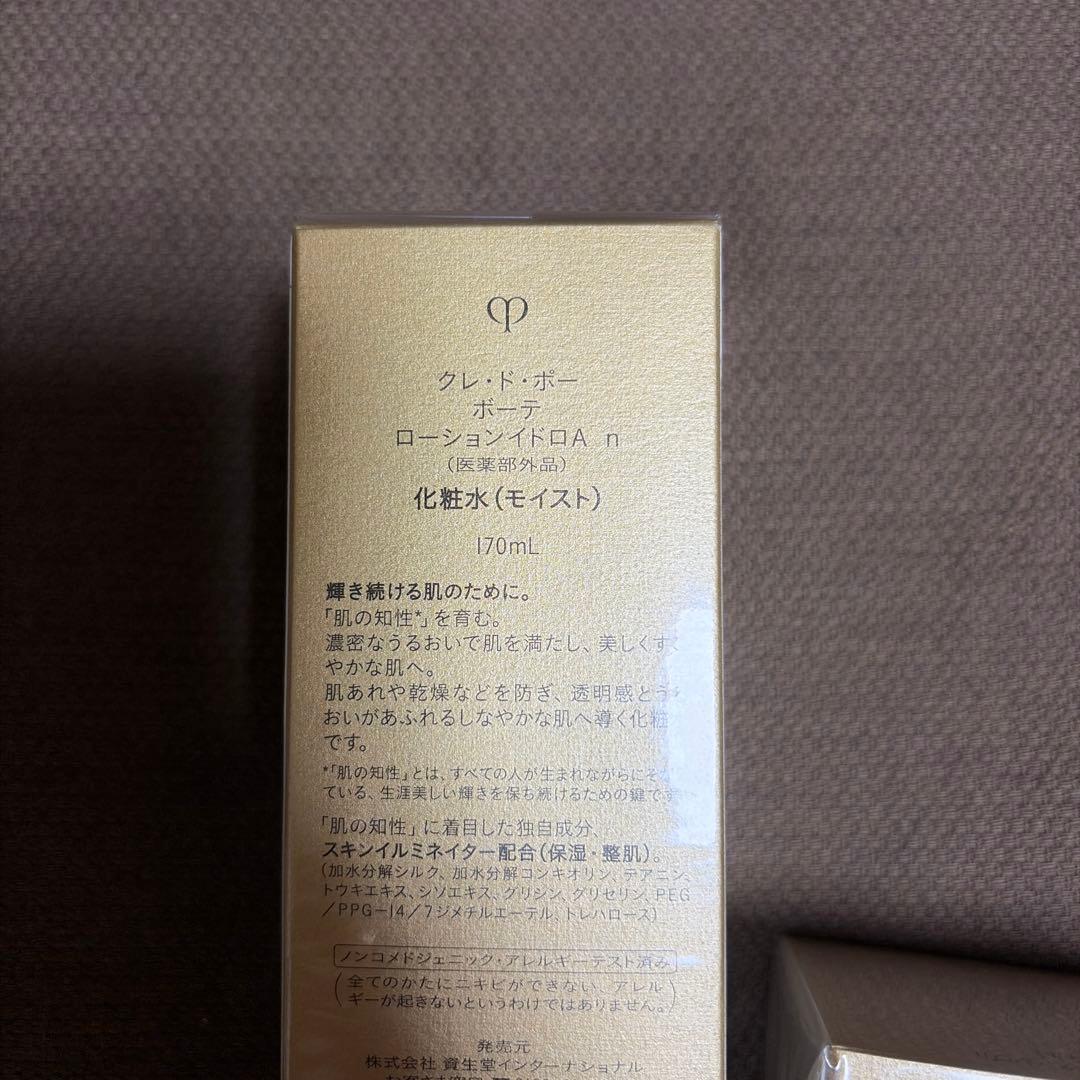 クレ・ド・ポー
ボーテ
ローションイドロA n
(医薬部外品)
化粧水(モイスト)
170mL
輝き続ける肌のために。
「肌の知性*」を育む。
濃密なうるおいで肌を満たし、美しくす
やかな肌へ。
肌あれや乾燥などを防ぎ、透明感とう
おいがあふれるしなやかな肌へ導く化粧
です。
*「肌の知性」とは、すべての人が生まれながらにそな
ている、生涯美しい輝きを保ち続けるための鍵です
「肌の知性」に着目した独自成分、
スキンイルミネイター配合(保湿・整肌)。
(加水分解シルク、加水分解コンキオリン、テアニン、
トウキエキス、シソエキス、グリシン、グリセリン、PEG
/PPG-14/7ジメチルエーテル、トレハロース)
ノンコメドジェニック・アレルギーテスト済み
(全てのかたにニキビができない、アレル
ギーが起きないというわけではありません。)
発売元
株式会社 資生堂インターナショナル